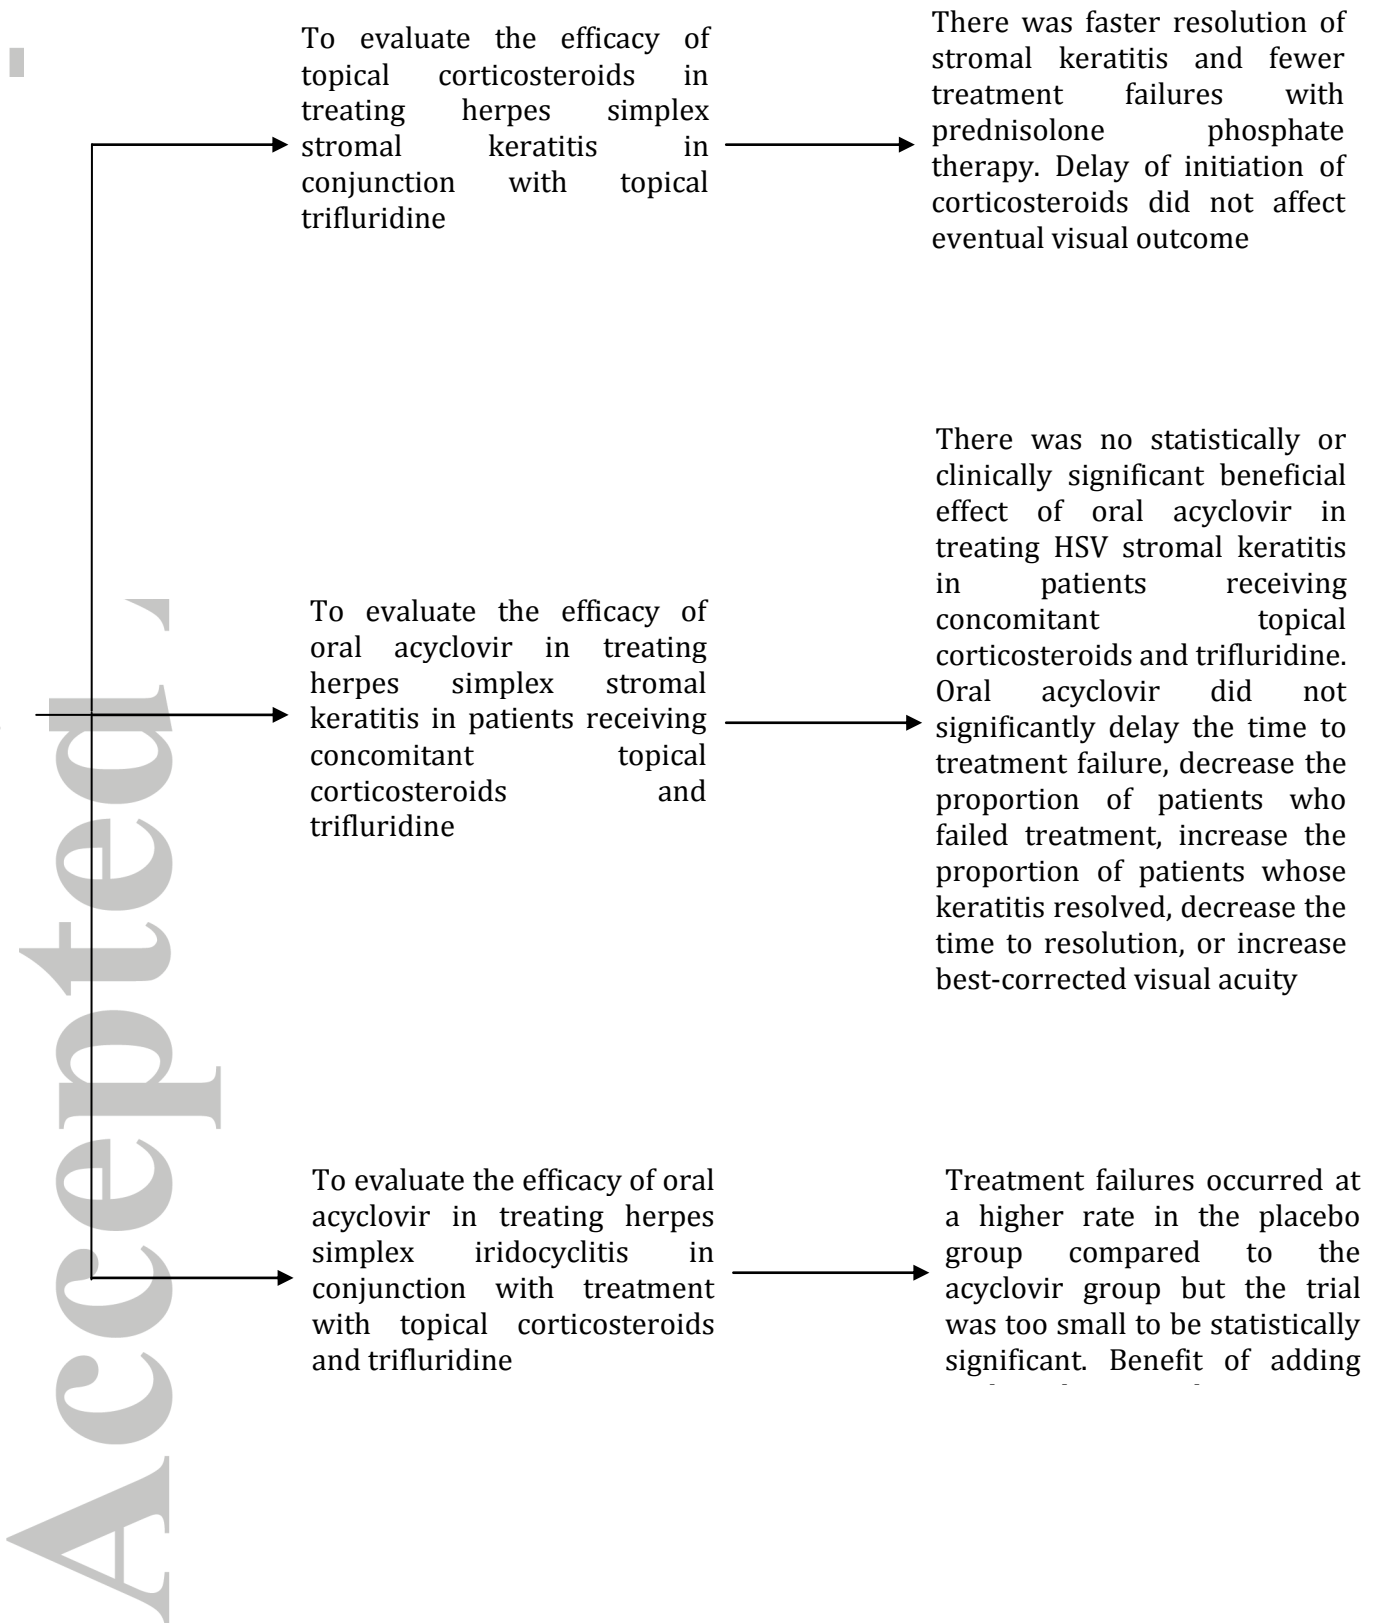 To evaluate the efficacy of
topical corticosteroids in
treating herpes simplex
stromal keratitis in
conjunction with topical
trifluridine
There was faster resolution of
stromal keratitis and fewer
treatment failures with
prednisolone phosphate
therapy. Delay of initiation of
corticosteroids did not affect
eventual visual outcome
To evaluate the efficacy of
oral acyclovir in treating
herpes simplex stromal
keratitis in patients receiving
concomitant topical
corticosteroids and
trifluridine
There was no statistically or
clinically significant beneficial
effect of oral acyclovir in
treating HSV stromal keratitis
in patients receiving
concomitant topical
corticosteroids and trifluridine.
Oral acyclovir did not
significantly delay the time to
treatment failure, decrease the
proportion of patients who
failed treatment, increase the
proportion of patients whose
keratitis resolved, decrease the
time to resolution, or increase
best-corrected visual acuity
To evaluate the efficacy of oral
acyclovir in treating herpes
simplex iridocyclitis in
conjunction with treatment
with topical corticosteroids
and trifluridine
Treatment failures occurred at
a higher rate in the placebo
group compared to the
acyclovir group but the trial
was too small to be statistically
significant. Benefit of adding
Accepted